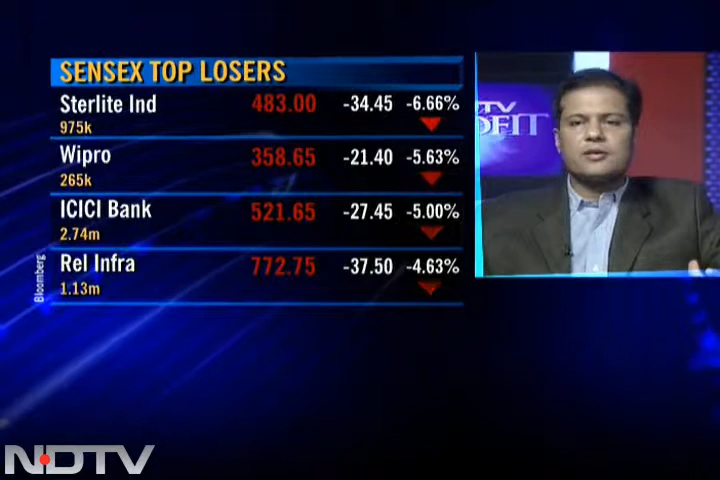 SENSEX TOP LOSERS
Sterlite Ind 483.00 -34.45 -6.66%
975k
Wipro 358.65 -21.40 -5.63%
265k
ICICI Bank 521.65 -27.45 -5.00%
2.74m
Rel Infra 772.75 -37.50 -4.63%
1.13m
Bloomberg
DTV
OFIT
NDTV